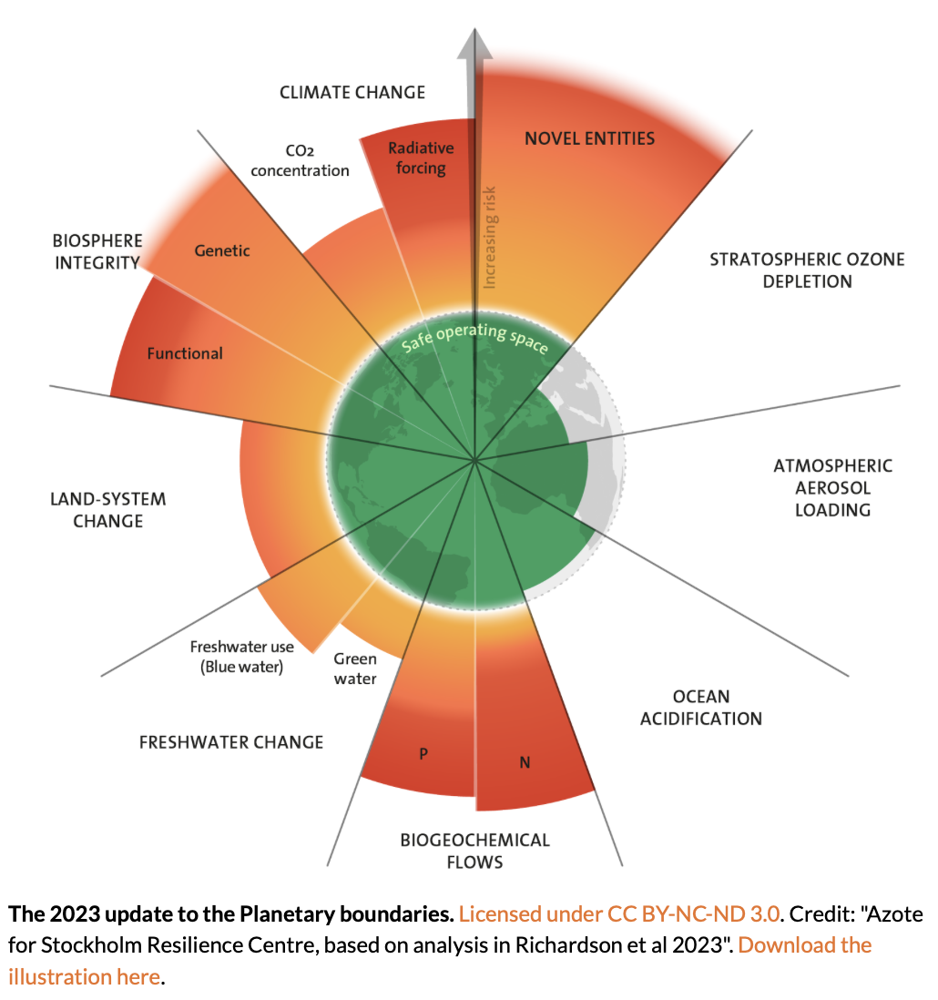 CLIMATE CHANGE
CO2
concentration
Radiative
forcing
NOVEL ENTITIES
Increasing risk
BIOSPHERE
INTEGRITY
Genetic
Functional
STRATOSPHERIC OZONE
DEPLETION
Safe operating space
ATMOSPHERIC
AEROSOL
LOADING
LAND-SYSTEM
CHANGE
Freshwater use
(Blue water)
Green
water
FRESHWATER CHANGE
OCEAN
ACIDIFICATION
P
N
BIOGEOCHEMICAL
FLOWS
The 2023 update to the Planetary boundaries. Licensed under CC BY-NC-ND 3.0. Credit: "Azote
for Stockholm Resilience Centre, based on analysis in Richardson et al 2023". Download the
illustration here.